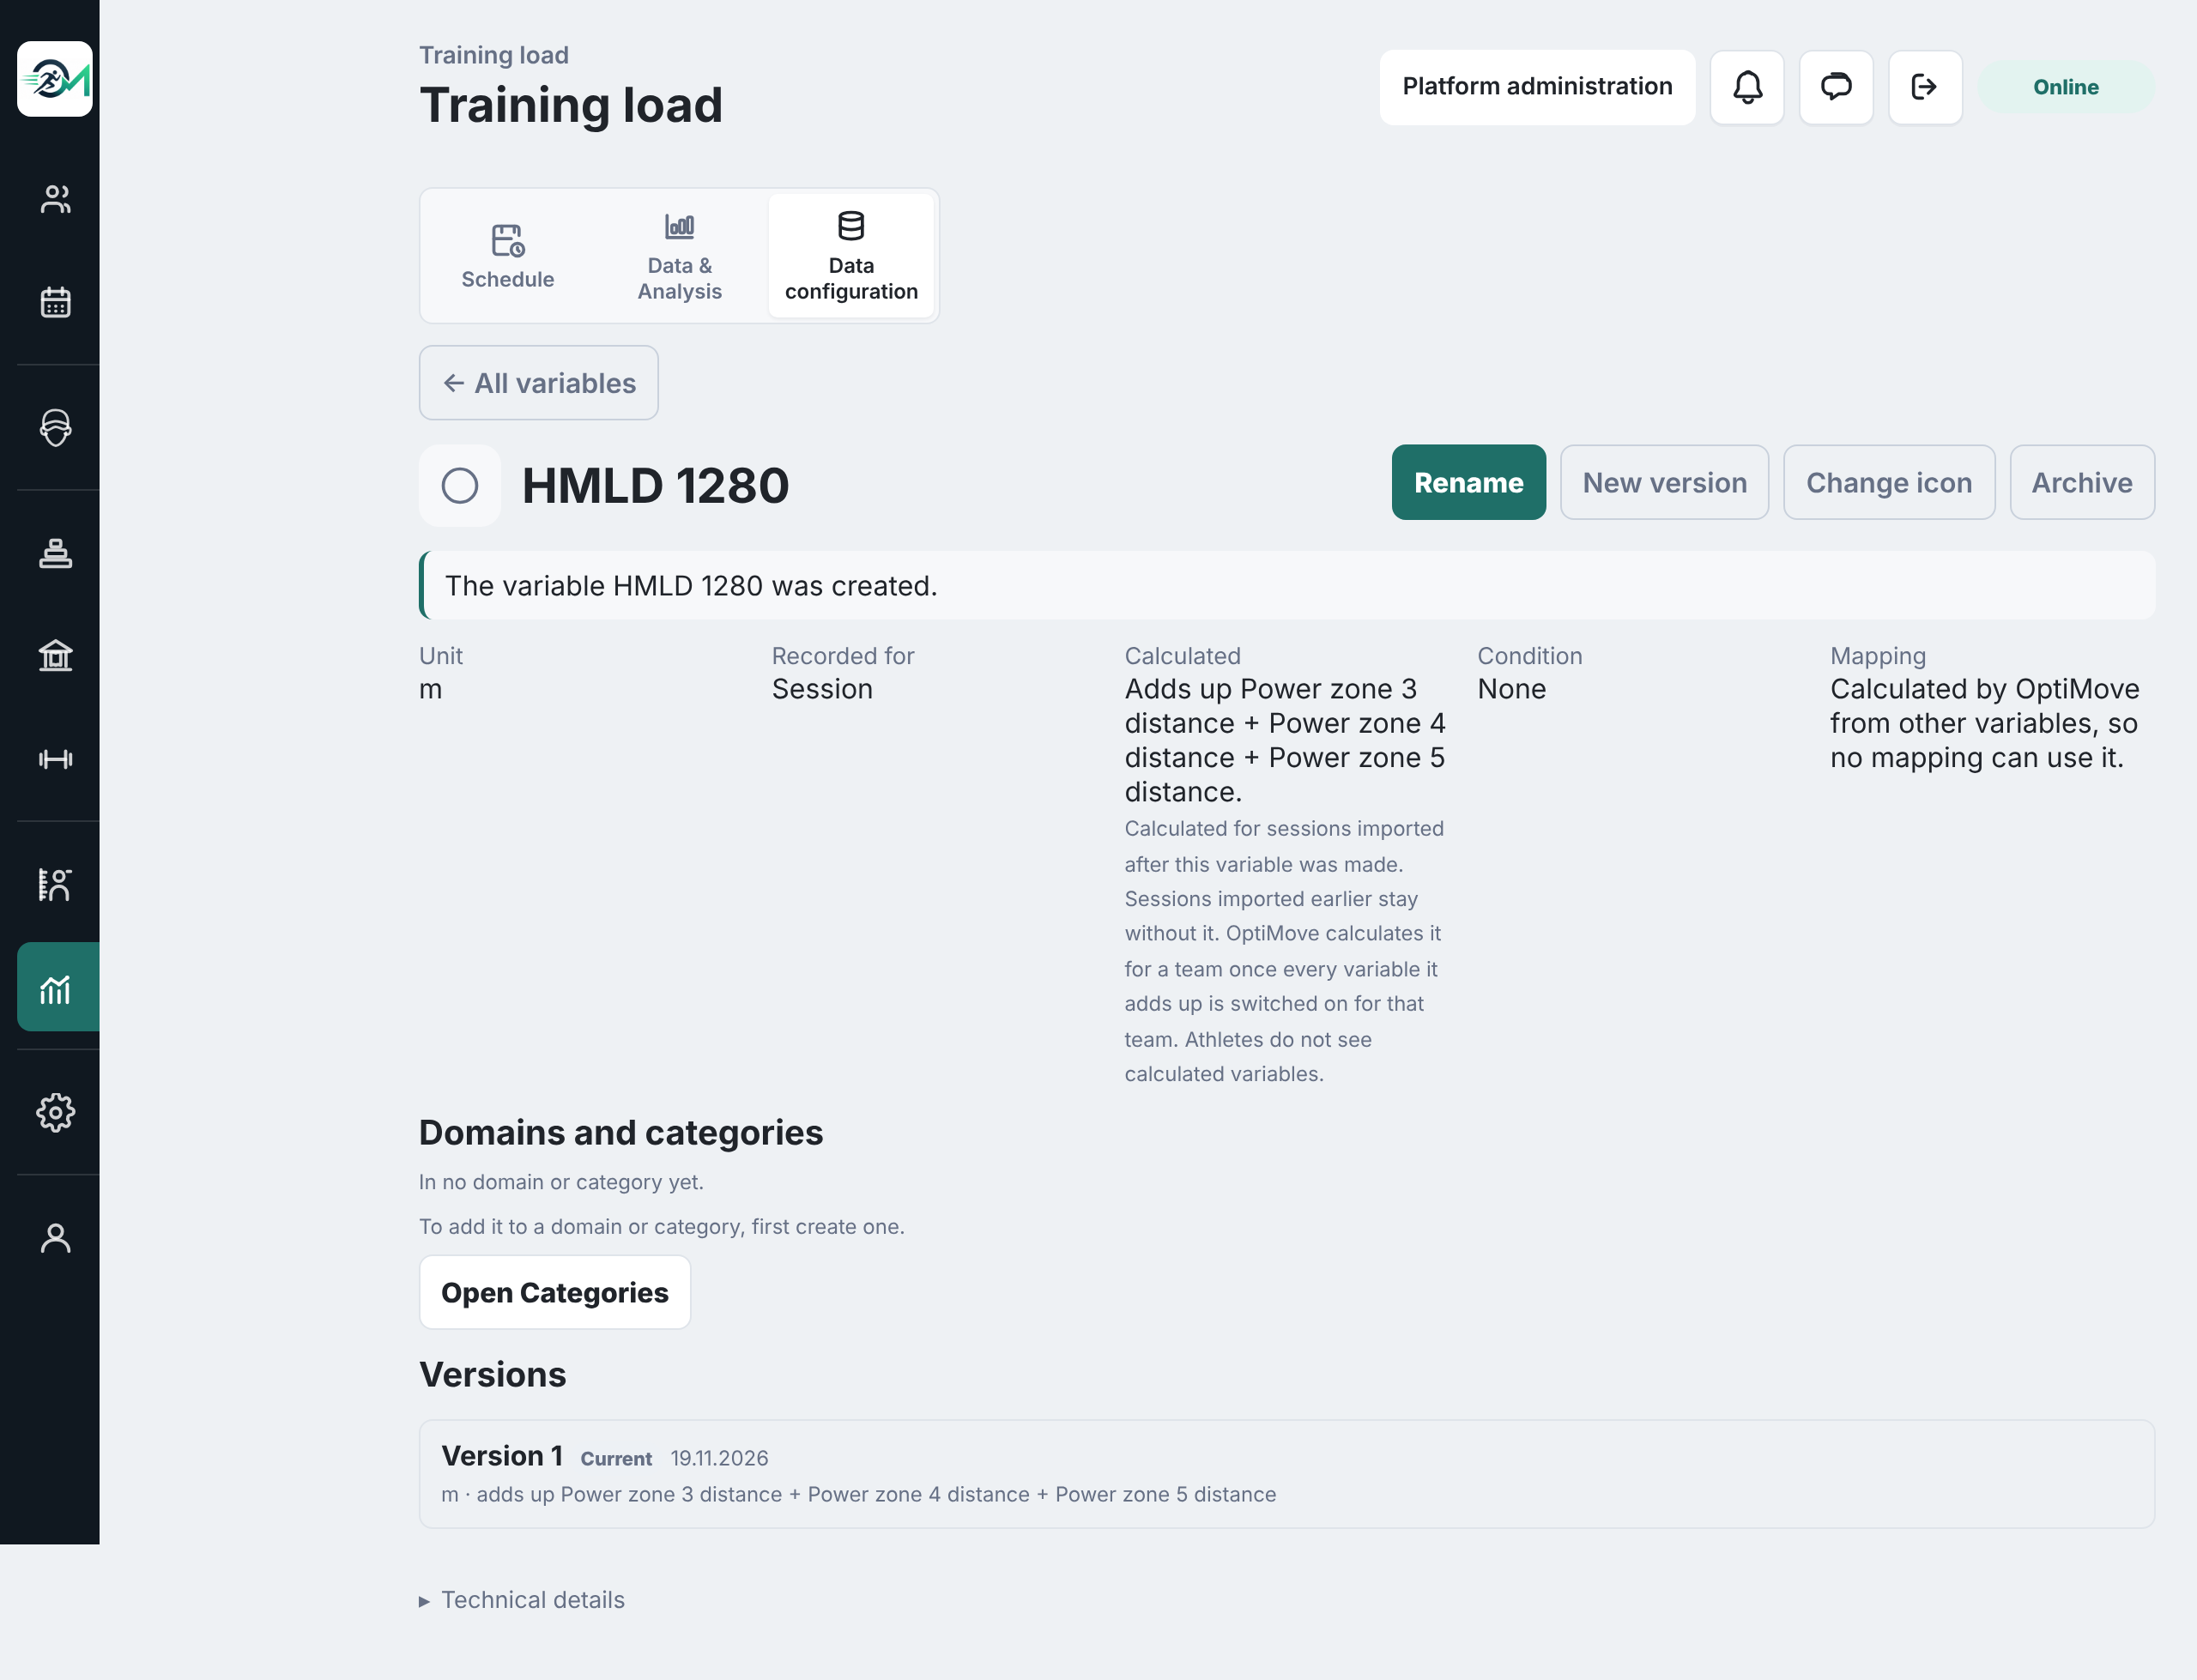 Training load
Training load
Platform administration
Online
Schedule
Data &
Analysis
Data
configuration
← All variables
HMLD 1280
Rename
New version
Change icon
Archive
The variable HMLD 1280 was created.
Unit
m
Recorded for
Session
Calculated
Adds up Power zone 3
distance + Power zone 4
distance + Power zone 5
distance.
Calculated for sessions imported
after this variable was made.
Sessions imported earlier stay
without it. OptiMove calculates it
for a team once every variable it
adds up is switched on for that
team. Athletes do not see
calculated variables.
Condition
None
Mapping
Calculated by OptiMove
from other variables, so
no mapping can use it.
Domains and categories
In no domain or category yet.
To add it to a domain or category, first create one.
Open Categories
Versions
Version 1 Current 19.11.2026
m · adds up Power zone 3 distance + Power zone 4 distance + Power zone 5 distance
▸ Technical details